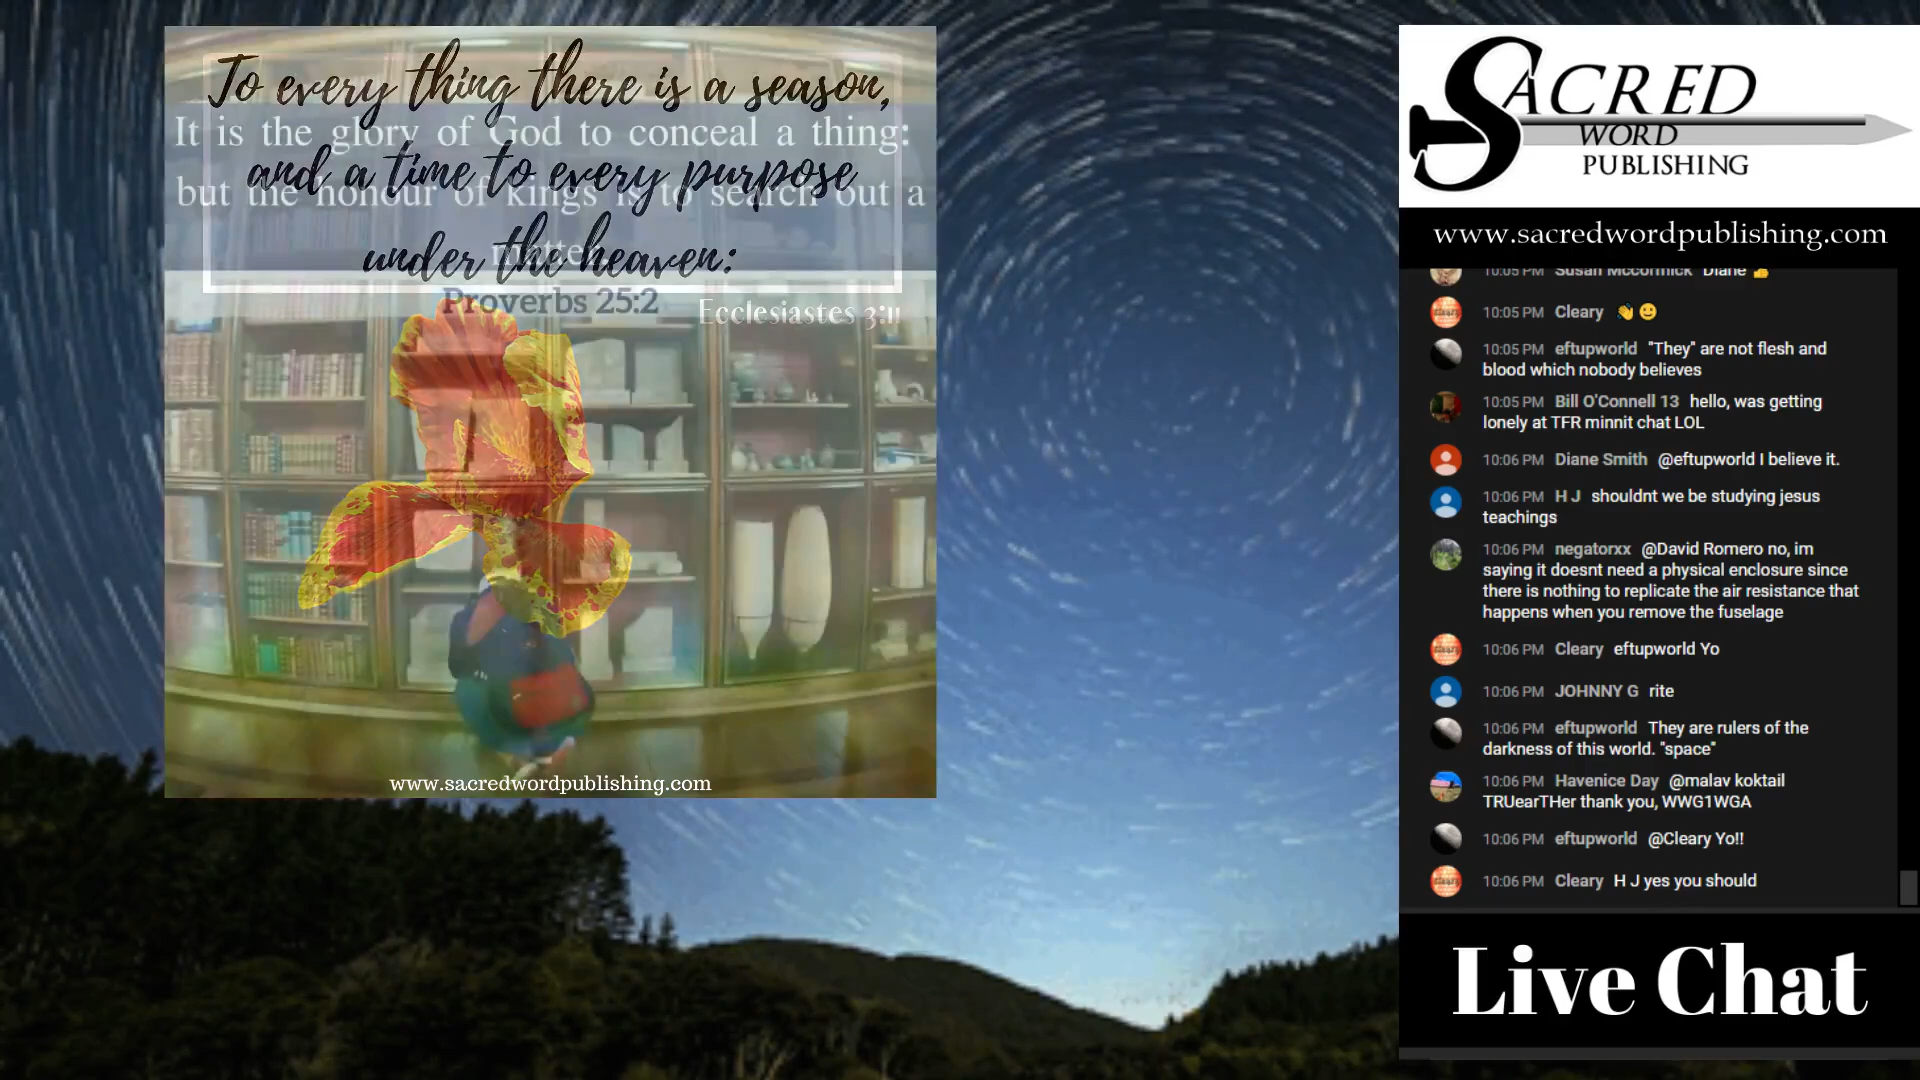 To every thing there is a season,
It is the glory of God to conceal a thing:
and a time to every purpose
but the honour of kings is to search out a
under the heaven:
matter
Proverbs 25:2
Ecclesiastes 3:11
www.sacredwordpublishing.com
SACRED
WORD
PUBLISHING
www.sacredwordpublishing.com
10:05 PM Susan Mccormick Diane 👍
10:05 PM Cleary 👋 🙂
10:05 PM eftupworld "They" are not flesh and
blood which nobody believes
10:05 PM Bill O'Connell 13 hello, was getting
lonely at TFR minnit chat LOL
10:06 PM Diane Smith @eftupworld I believe it.
10:06 PM H J shouldnt we be studying jesus
teachings
10:06 PM negatorxx @David Romero no, im
saying it doesnt need a physical enclosure since
there is nothing to replicate the air resistance that
happens when you remove the fuselage
10:06 PM Cleary eftupworld Yo
10:06 PM JOHNNY G rite
10:06 PM eftupworld They are rulers of the
darkness of this world. "space"
10:06 PM Havenice Day @malav koktail
TRUearTHer thank you, WWG1WGA
10:06 PM eftupworld @Cleary Yo!!
10:06 PM Cleary H J yes you should
Live Chat